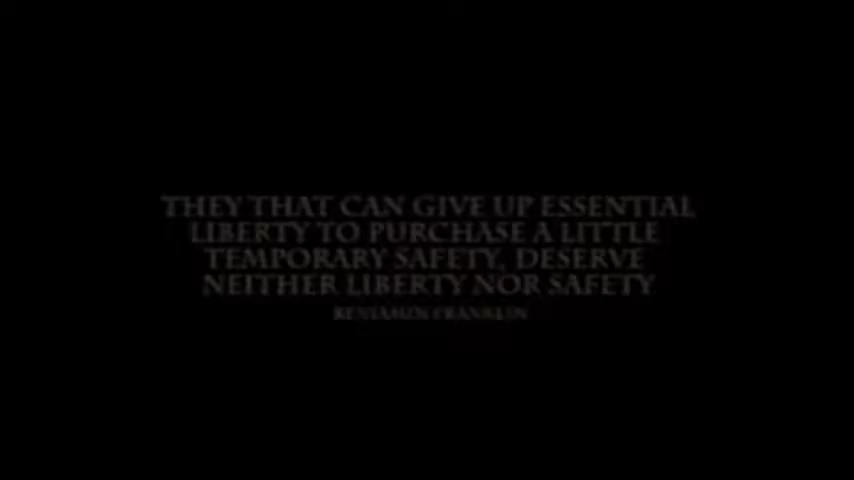 THEY THAT CAN GIVE UP ESSENTIAL
LIBERTY TO PURCHASE A LITTLE
TEMPORARY SAFETY, DESERVE
NEITHER LIBERTY NOR SAFETY
BENJAMIN FRANKLIN